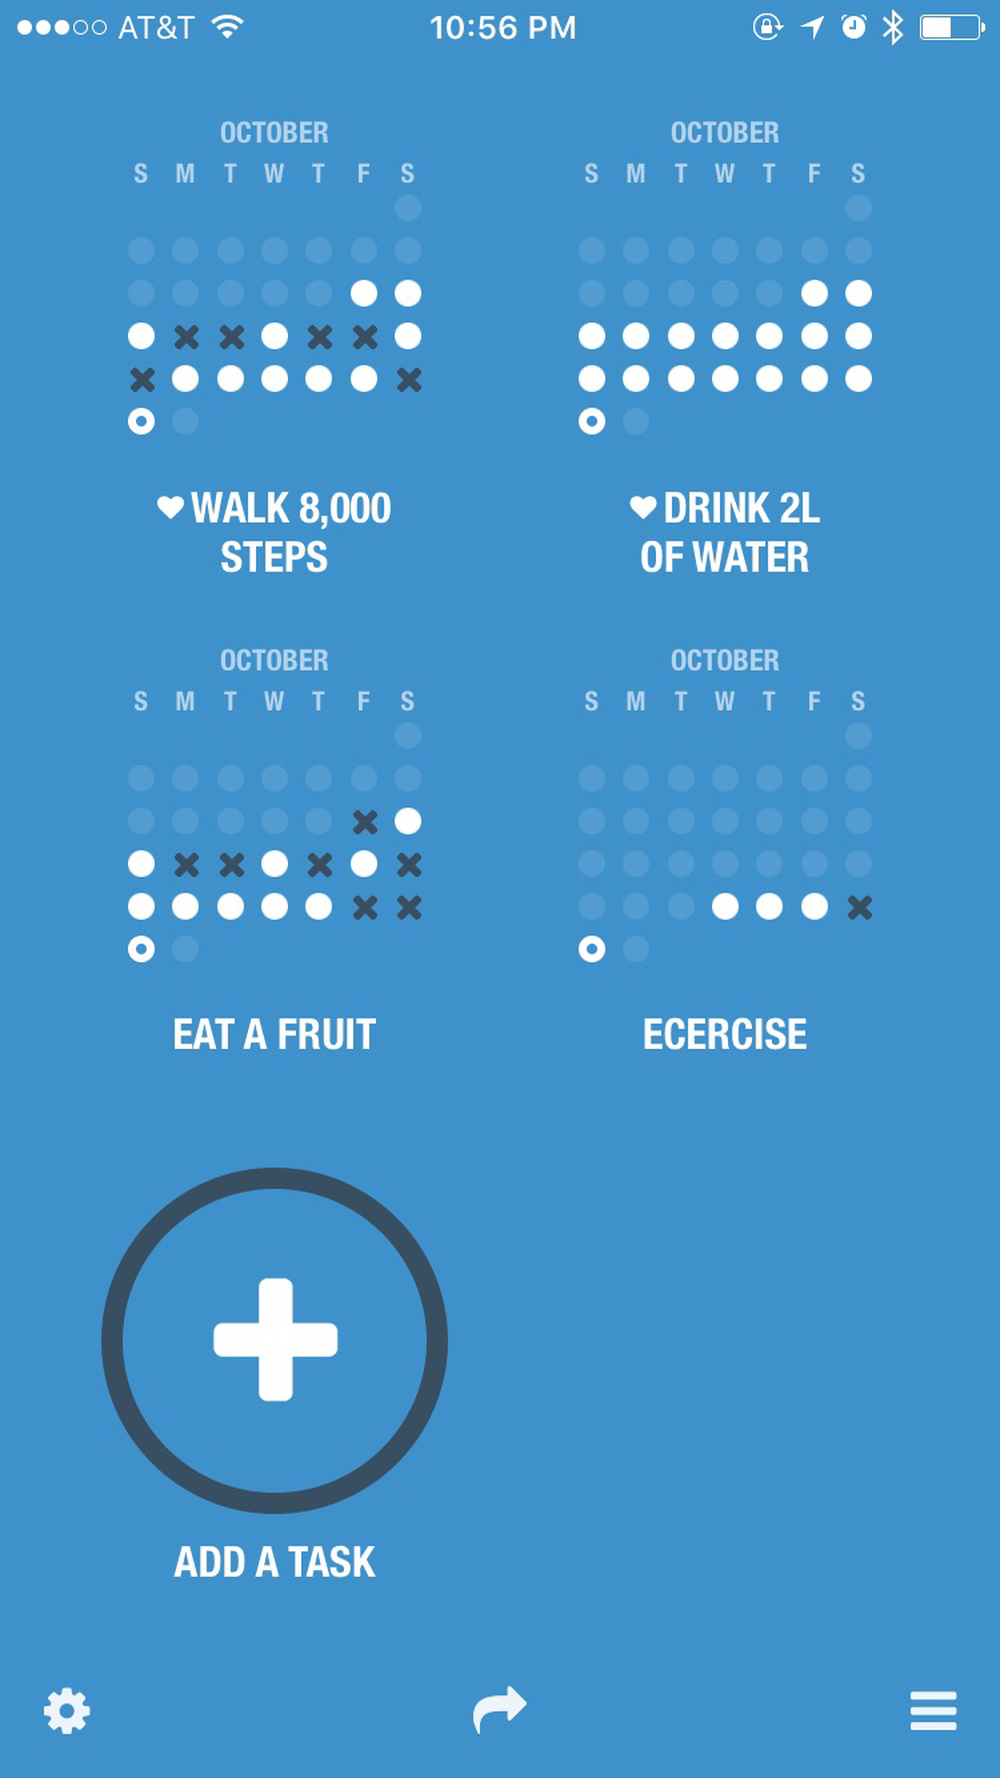 AT&T 10:56 PM
OCTOBER
S M T W T F S
WALK 8,000
STEPS
OCTOBER
S M T W T F S
DRINK 2L
OF WATER
OCTOBER
S M T W T F S
EAT A FRUIT
OCTOBER
S M T W T F S
ECERCISE
ADD A TASK